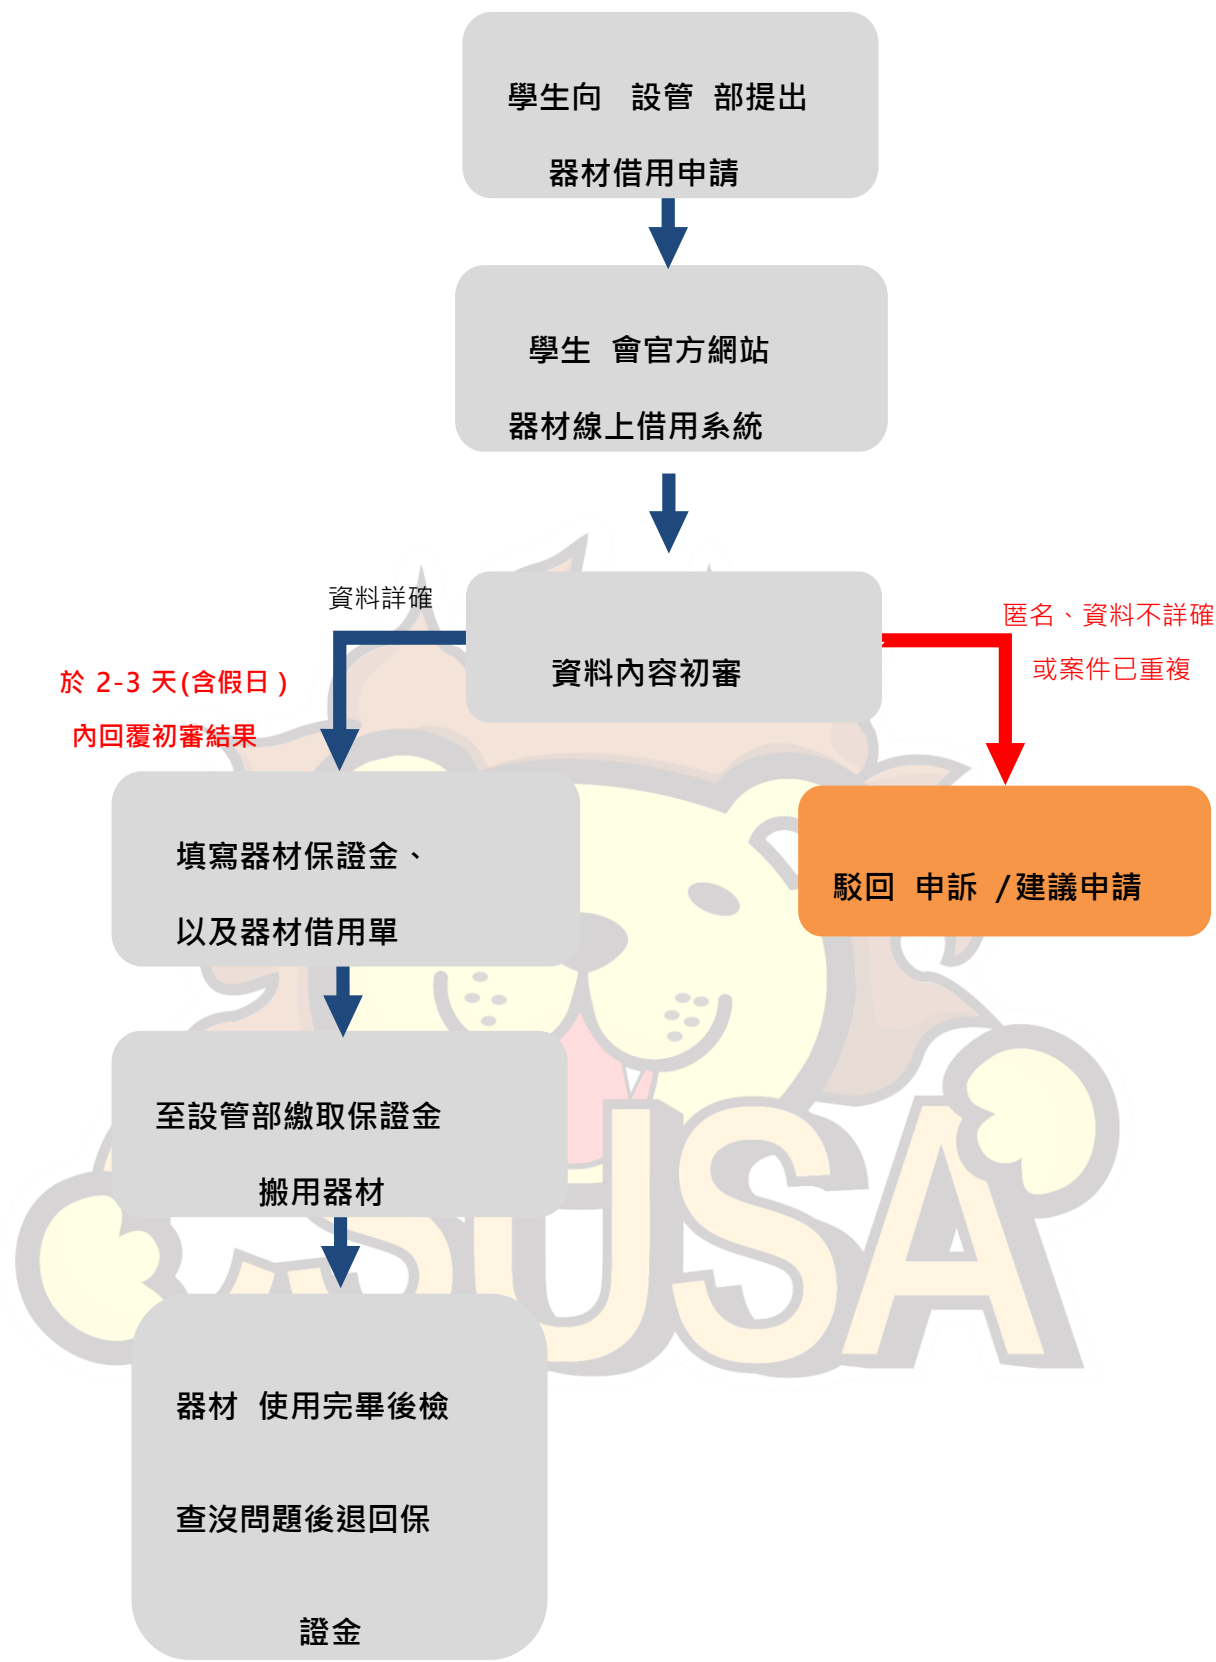 學生向 設管 部提出
器材借用申請
學生 會官方網站
器材線上借用系統
資料詳確
匿名、資料不詳確
或案件已重複
資料內容初審
於 2-3 天(含假日)
內回覆初審結果
填寫器材保證金、
以及器材借用單
駁回 申訴 /建議申請
至設管部繳取保證金
搬用器材
SUSA
器材 使用完畢後檢
查沒問題後退回保
證金